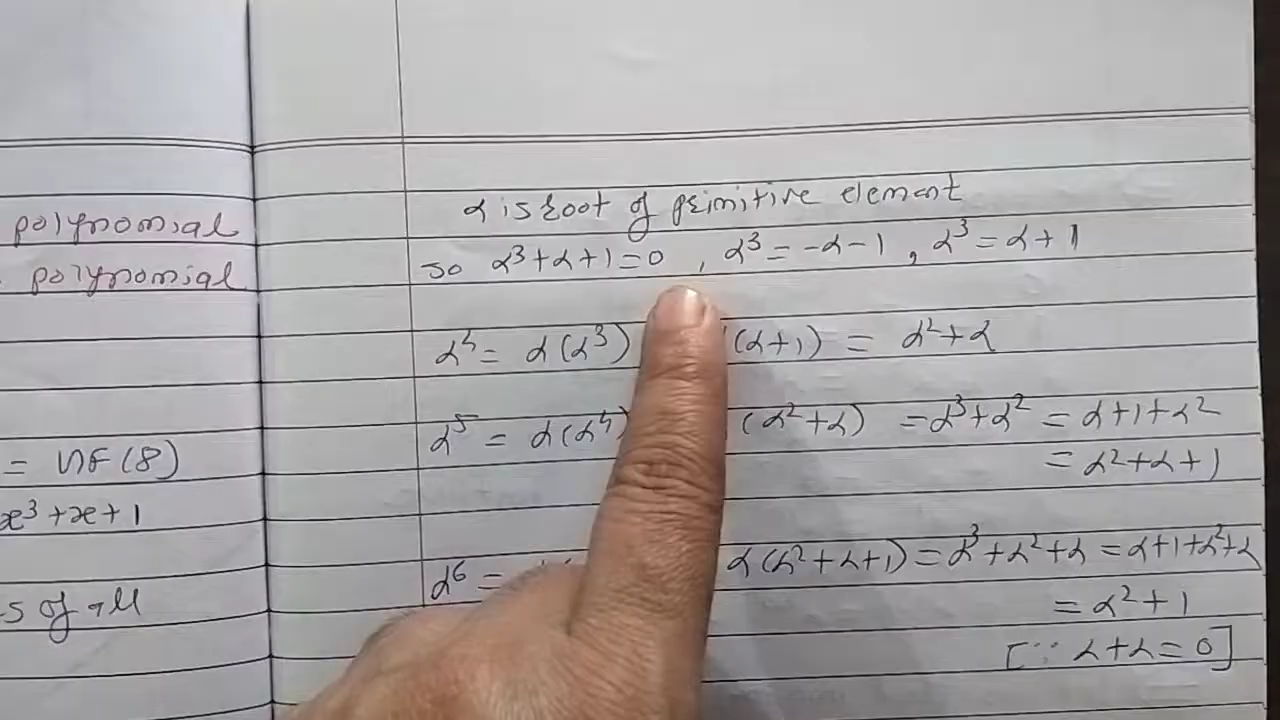 polynomial
polynomial
= GF(8)
x³+x+1
s of all
α is root of primitive element
so α³+α+1=0 , α³=-α-1 , α³=α+1
α⁴= α(α³) (α+1) = α²+α
α⁵ = α(α⁴) (α²+α) =α³+α² = α+1+α²
= α²+α+1
α⁶ = α(α²+α+1)=α³+α²+α =α+1+α²+α
= α²+1
[∵ α+α=0]